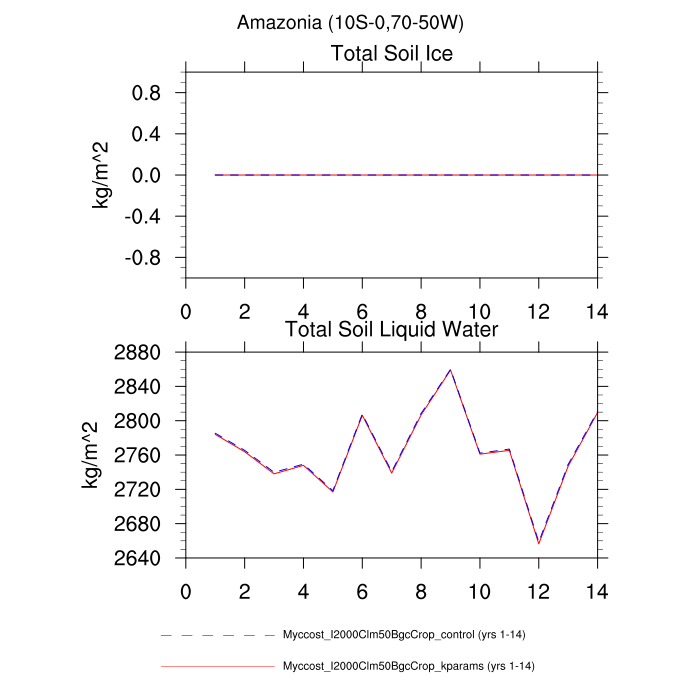 Amazonia (10S-0,70-50W)
Total Soil Ice
0.8
0.4
0.0
-0.4
-0.8
kg/m^2
0 2 4 6 8 10 12 14
Total Soil Liquid Water
2880
2840
2800
2760
2720
2680
2640
kg/m^2
0 2 4 6 8 10 12 14
Myccost_I2000Clm50BgcCrop_control (yrs 1-14)
Myccost_I2000Clm50BgcCrop_kparams (yrs 1-14)